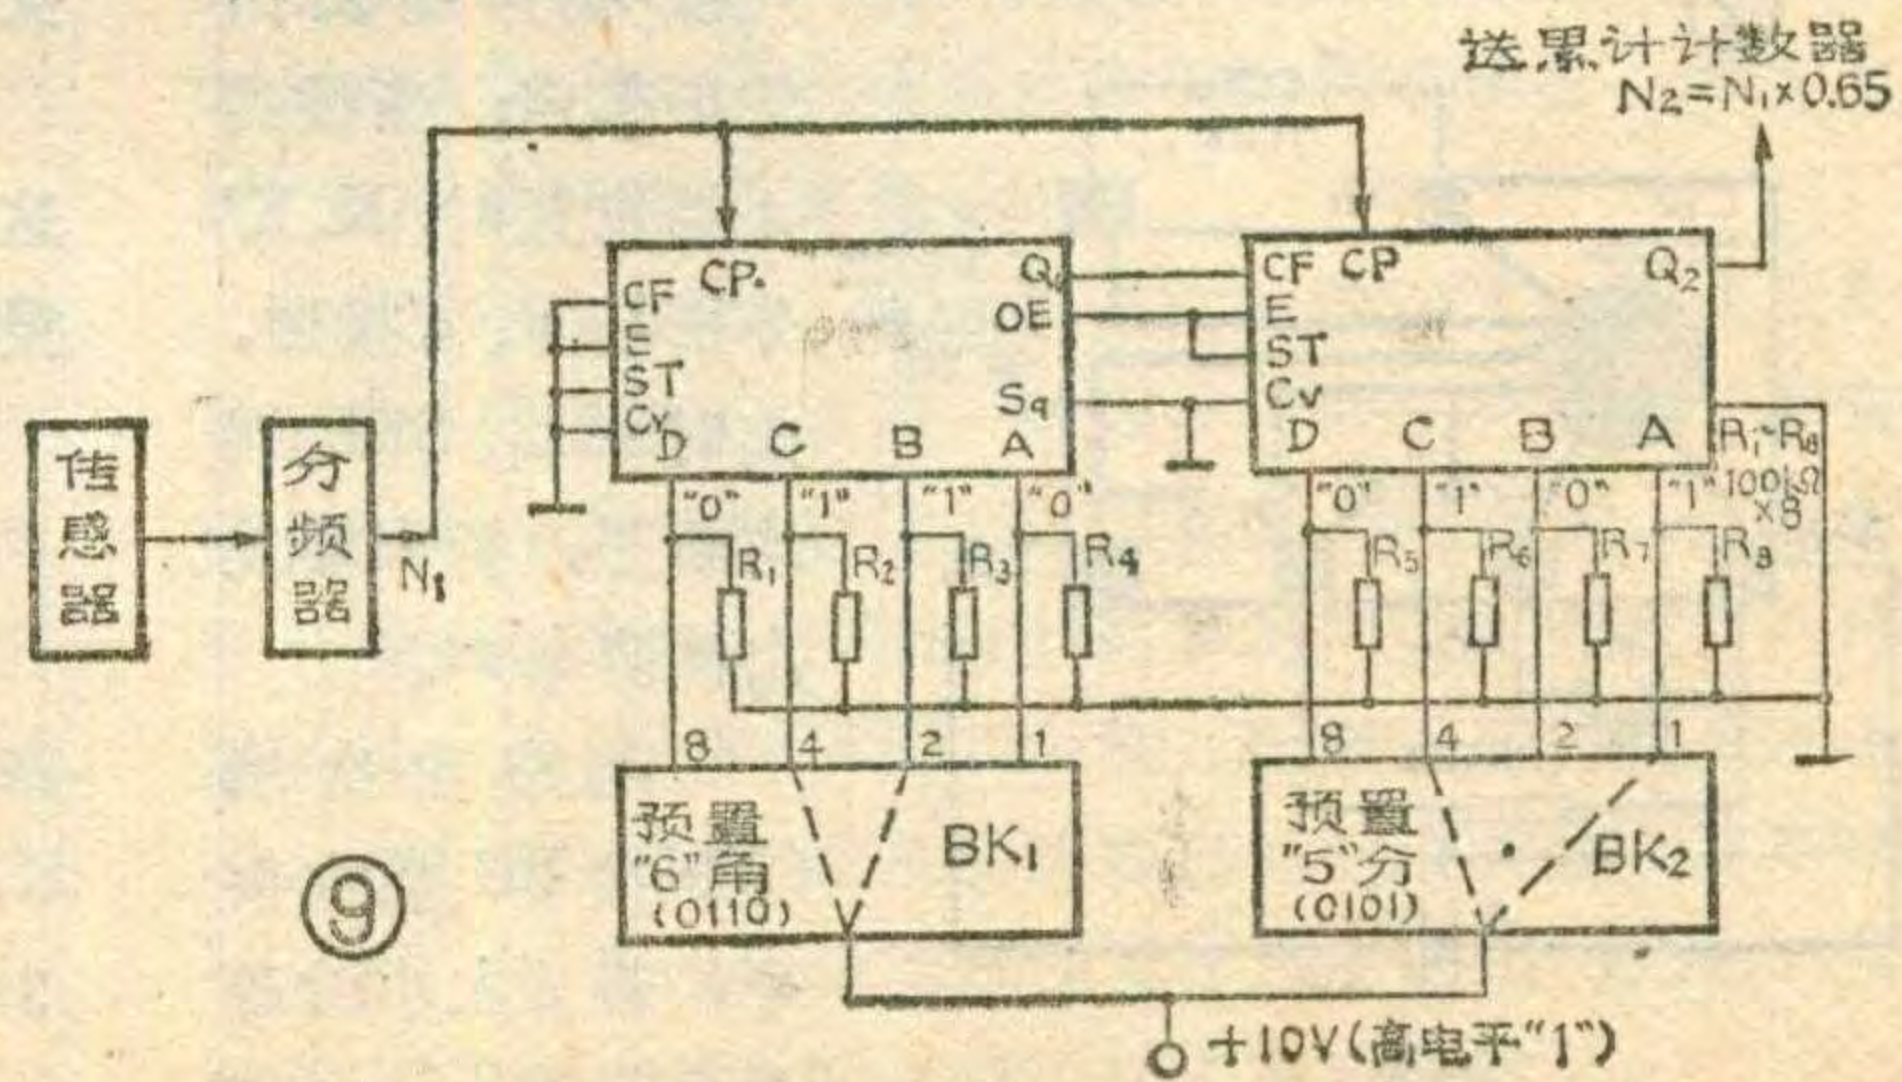 送累计计数器
N₂=N₁×0.65
CP. Q₁
CF
E OE
ST
Cv S₉
D C B A
CF CP Q₂
E
ST
Cv
D C B A
R₁~R₈
100kΩ
×8
"0" "1" "1" "0"
"0" "1" "0" "1"
传感器
分频器
N₁
R₁ R₂ R₃ R₄
R₅ R₆ R₇ R₈
8 4 2 1
8 4 2 1
预置
"6"角
(0110)
BK₁
预置
"5"分
(0101)
BK₂
⑨
+10V(高电平"1")